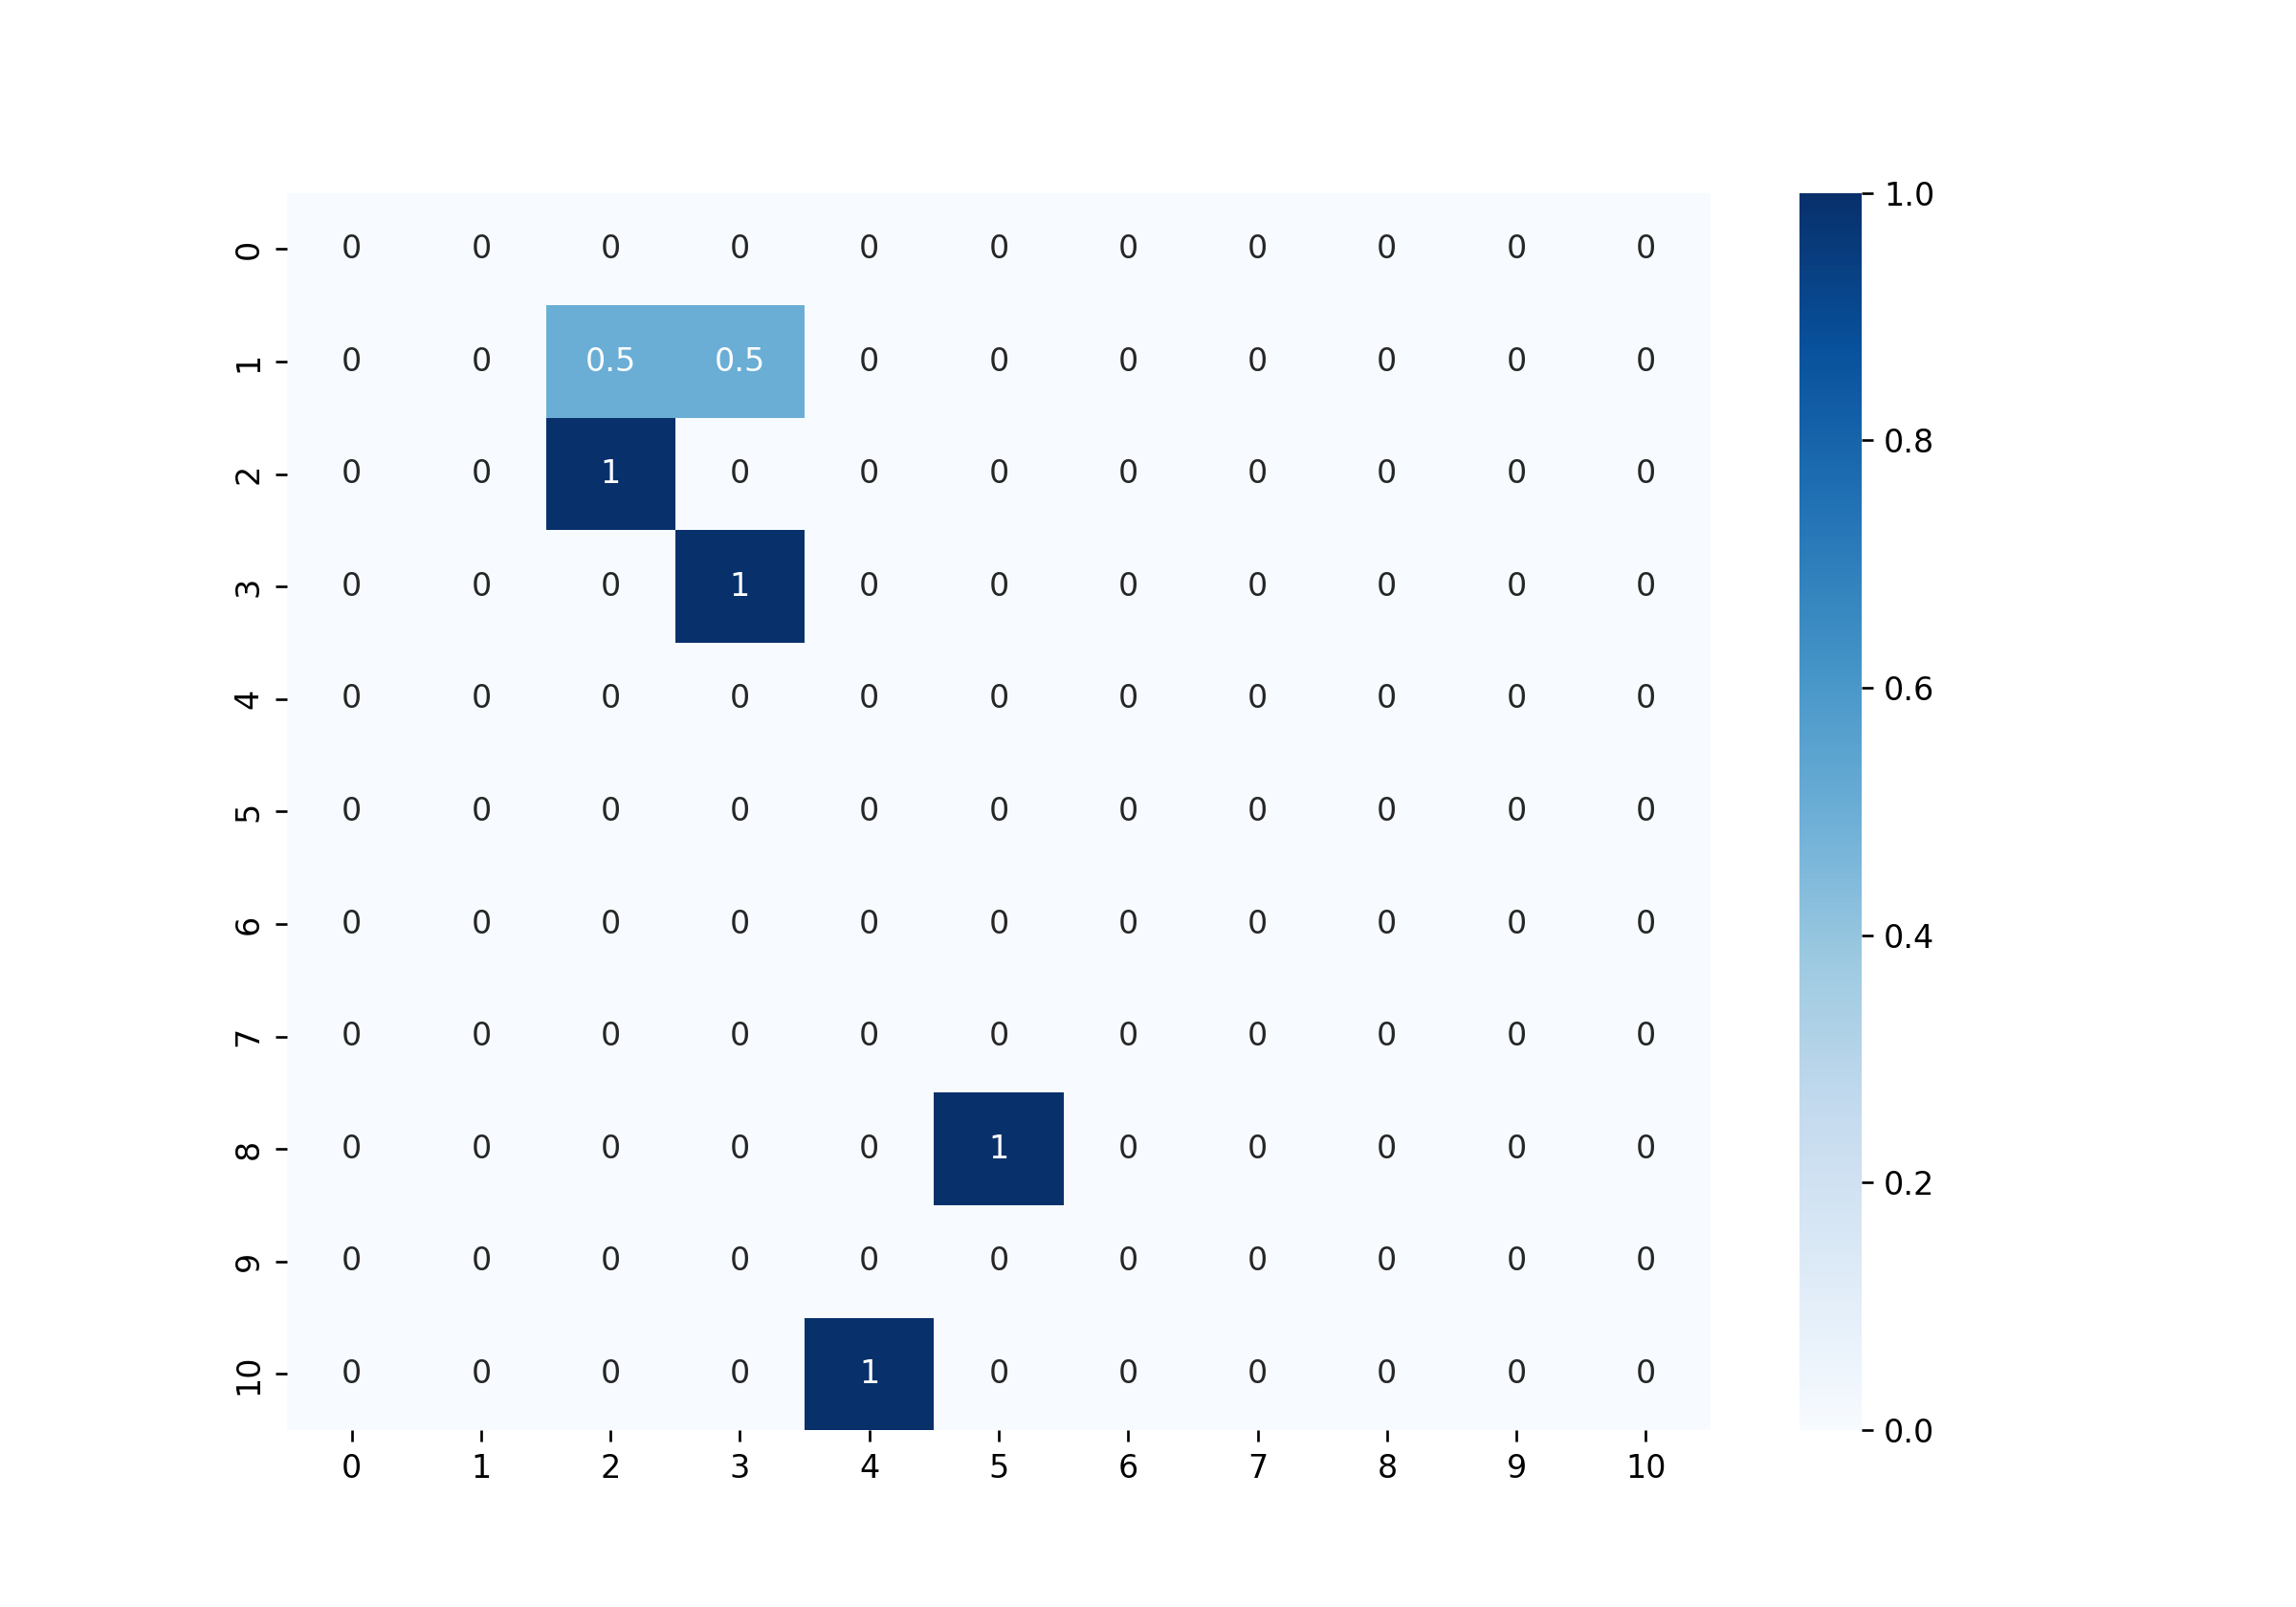 1.0
0 0 0 0 0 0 0 0 0 0 0 0
1 0 0 0.5 0.5 0 0 0 0 0 0 0
0.8
2 0 0 1 0 0 0 0 0 0 0 0
3 0 0 0 1 0 0 0 0 0 0 0
0.6
4 0 0 0 0 0 0 0 0 0 0 0
5 0 0 0 0 0 0 0 0 0 0 0
6 0 0 0 0 0 0 0 0 0 0 0
0.4
7 0 0 0 0 0 0 0 0 0 0 0
8 0 0 0 0 0 1 0 0 0 0 0
0.2
9 0 0 0 0 0 0 0 0 0 0 0
10 0 0 0 0 1 0 0 0 0 0 0
0.0
0 1 2 3 4 5 6 7 8 9 10